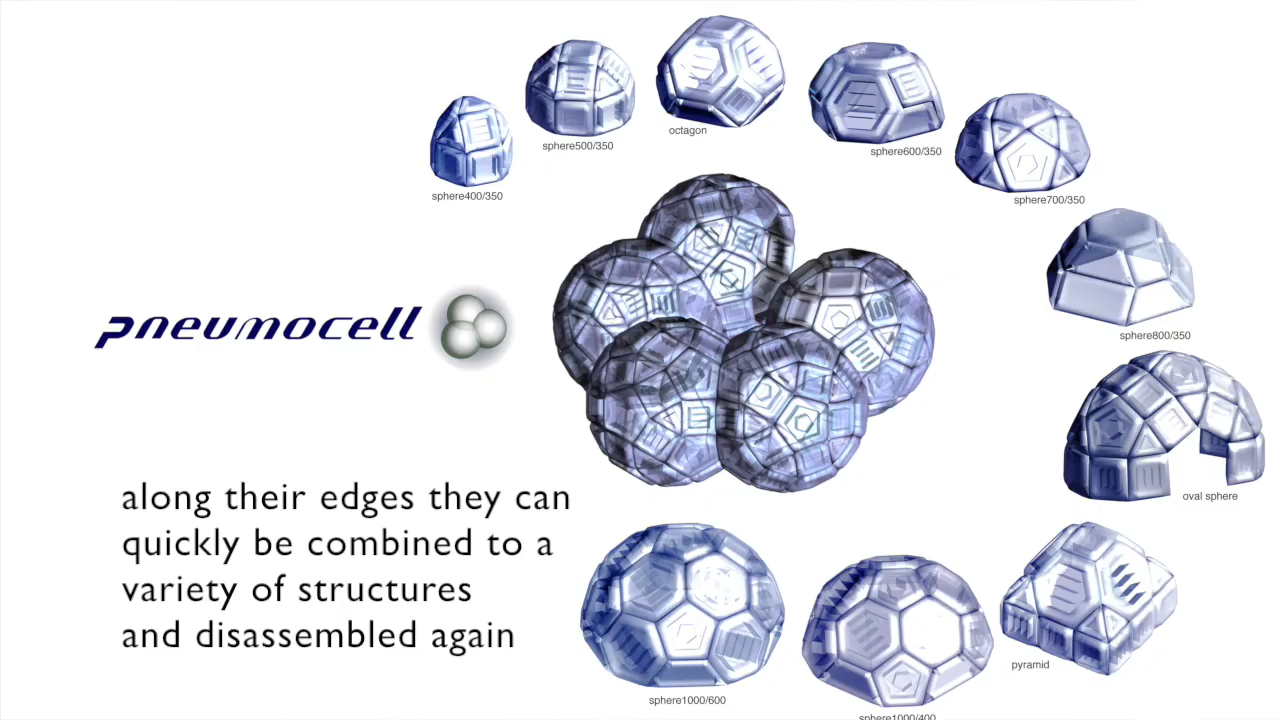 octagon
sphere500/350
sphere600/350
sphere400/350
sphere700/350
pneumocell
sphere800/350
along their edges they can
quickly be combined to a
variety of structures
and disassembled again
oval sphere
pyramid
sphere1000/600
sphere1000/400